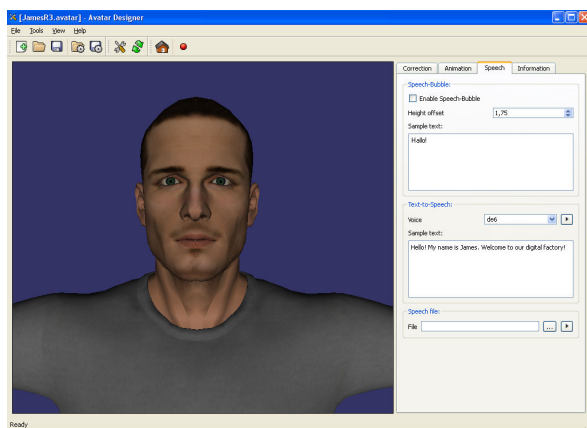 [JamesR3.avatar] - Avatar Designer
File Tools View Help
Correction Animation Speech Information
Speech-Bubble:
Enable Speech-Bubble
Height offset 1,75
Sample text:
Hallo!
Text-to-Speech:
Voice de6
Sample text:
Hello! My name is James. Welcome to our digital factory!
Speech file:
File ...
Ready